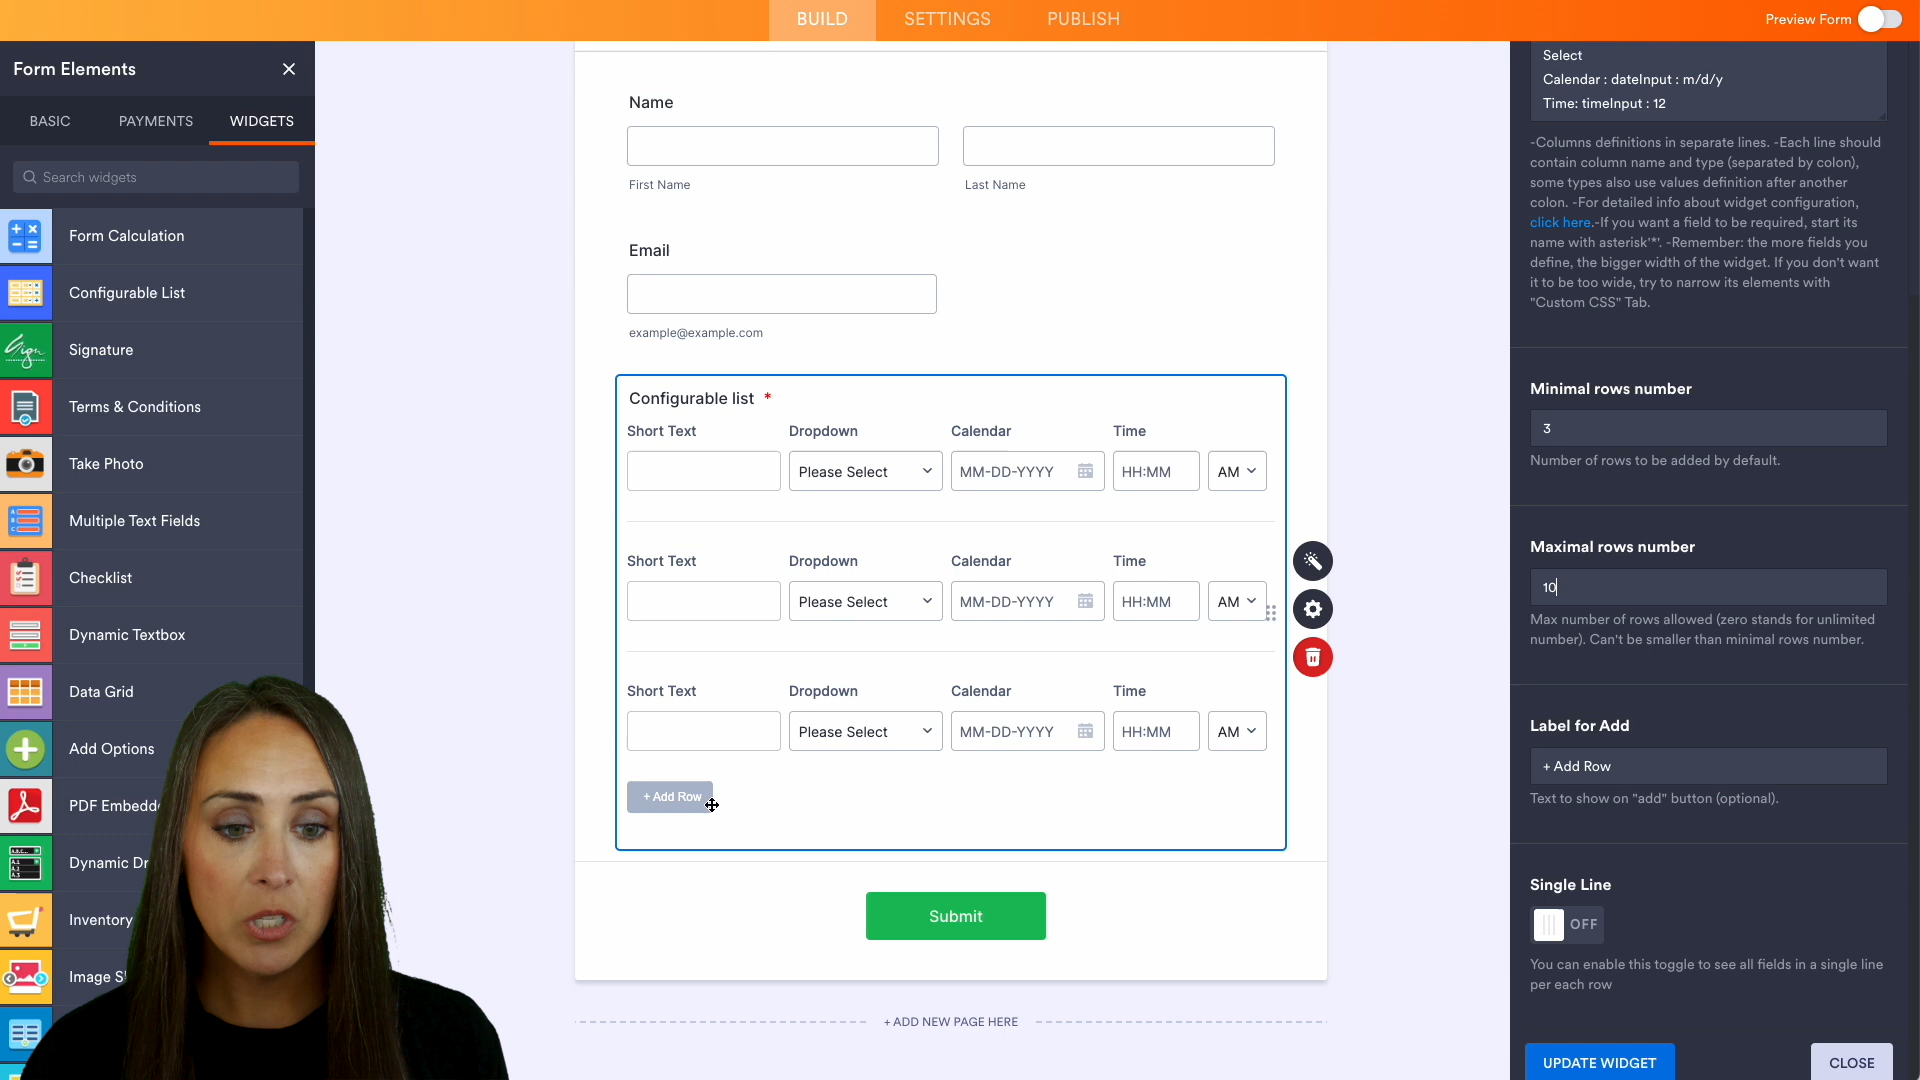 BUILD
SETTINGS
PUBLISH
Preview Form
Form Elements
BASIC
PAYMENTS
WIDGETS
Search widgets
Form Calculation
Configurable List
Sign
Signature
Terms & Conditions
Take Photo
Multiple Text Fields
Checklist
Dynamic Textbox
Data Grid
Add Options
PDF Embedde
Dynamic Dr
Inventory
Image S
Name
First Name
Last Name
Email
example@example.com
Configurable list *
Short Text
Dropdown
Calendar
Time
Please Select
MM-DD-YYYY
HH:MM
AM
Short Text
Dropdown
Calendar
Time
Please Select
MM-DD-YYYY
HH:MM
AM
Short Text
Dropdown
Calendar
Time
Please Select
MM-DD-YYYY
HH:MM
AM
+ Add Row
Submit
+ ADD NEW PAGE HERE
Select
Calendar : dateInput : m/d/y
Time: timeInput : 12
-Columns definitions in separate lines. -Each line should
contain column name and type (separated by colon),
some types also use values definition after another
colon. -For detailed info about widget configuration,
click here.-If you want a field to be required, start its
name with asterisk'*'. -Remember: the more fields you
define, the bigger width of the widget. If you don't want
it to be too wide, try to narrow its elements with
"Custom CSS" Tab.
Minimal rows number
3
Number of rows to be added by default.
Maximal rows number
10
Max number of rows allowed (zero stands for unlimited
number). Can't be smaller than minimal rows number.
Label for Add
+ Add Row
Text to show on "add" button (optional).
Single Line
OFF
You can enable this toggle to see all fields in a single line
per each row
UPDATE WIDGET
CLOSE